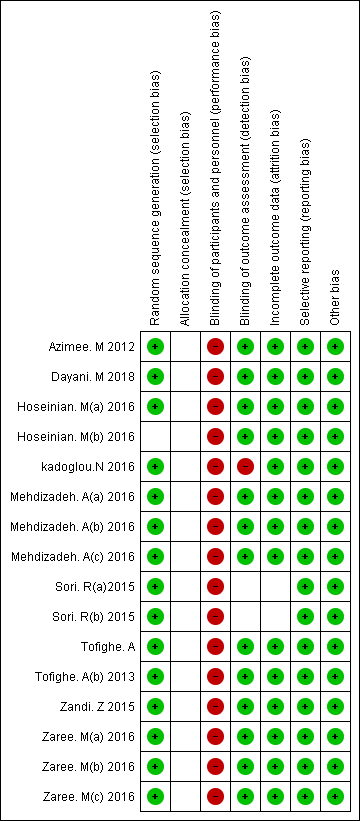 Random sequence generation (selection bias)
Allocation concealment (selection bias)
Blinding of participants and personnel (performance bias)
Blinding of outcome assessment (detection bias)
Incomplete outcome data (attrition bias)
Selective reporting (reporting bias)
Other bias
Azimee. M 2012 + - + + + +
Dayani. M 2018 + - + + + +
Hoseinian. M(a) 2016 + - + + + +
Hoseinian. M(b) 2016 - + + + +
kadoglou.N 2016 + - - + + +
Mehdizadeh. A(a) 2016 + - + + + +
Mehdizadeh. A(b) 2016 + - + + + +
Mehdizadeh. A(c) 2016 + - + + + +
Sori. R(a)2015 + - + +
Sori. R(b) 2015 + - + +
Tofighe. A + - + + + +
Tofighe. A(b) 2013 + - + + + +
Zandi. Z 2015 + - + + + +
Zaree. M(a) 2016 + - + + + +
Zaree. M(b) 2016 + - + + + +
Zaree. M(c) 2016 + - + + + +